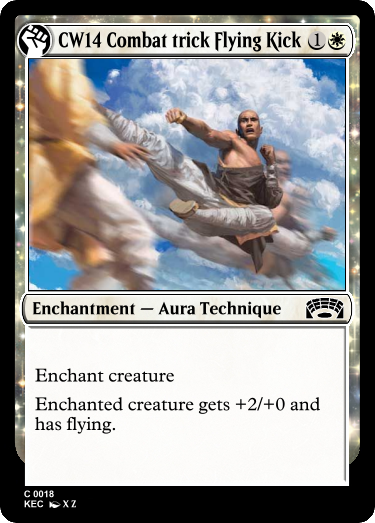 CW14 Combat trick Flying Kick 1
Enchantment — Aura Technique
Enchant creature
Enchanted creature gets +2/+0 and
has flying.
C 0018
KEC X Z